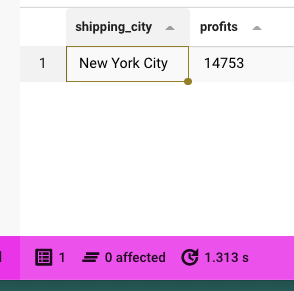 shipping_city profits
1 New York City 14753
1 0 affected 1.313 s